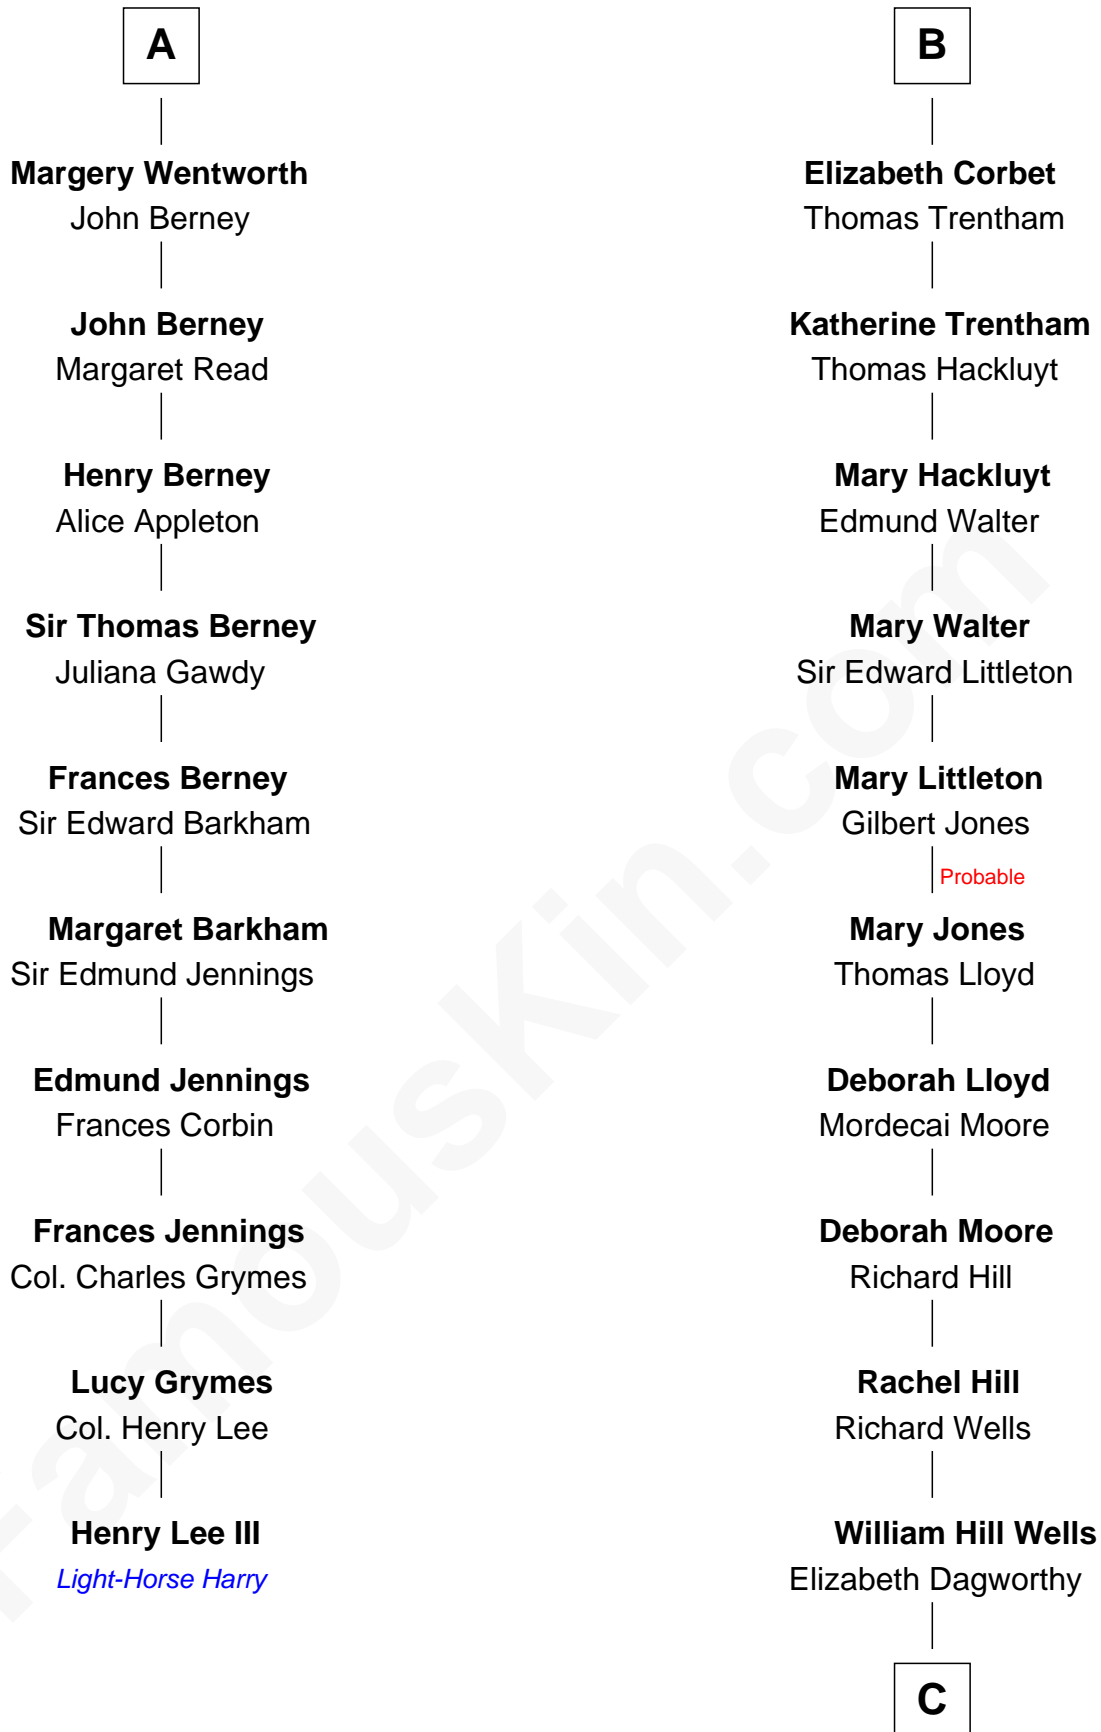 A
Margery Wentworth
John Berney
John Berney
Margaret Read
Henry Berney
Alice Appleton
Sir Thomas Berney
Juliana Gawdy
Frances Berney
Sir Edward Barkham
Margaret Barkham
Sir Edmund Jennings
Edmund Jennings
Frances Corbin
Frances Jennings
Col. Charles Grymes
Lucy Grymes
Col. Henry Lee
Henry Lee III
Light-Horse Harry
B
Elizabeth Corbet
Thomas Trentham
Katherine Trentham
Thomas Hackluyt
Mary Hackluyt
Edmund Walter
Mary Walter
Sir Edward Littleton
Mary Littleton
Gilbert Jones
Probable
Mary Jones
Thomas Lloyd
Deborah Lloyd
Mordecai Moore
Deborah Moore
Richard Hill
Rachel Hill
Richard Wells
William Hill Wells
Elizabeth Dagworthy
C
FamousKin.com